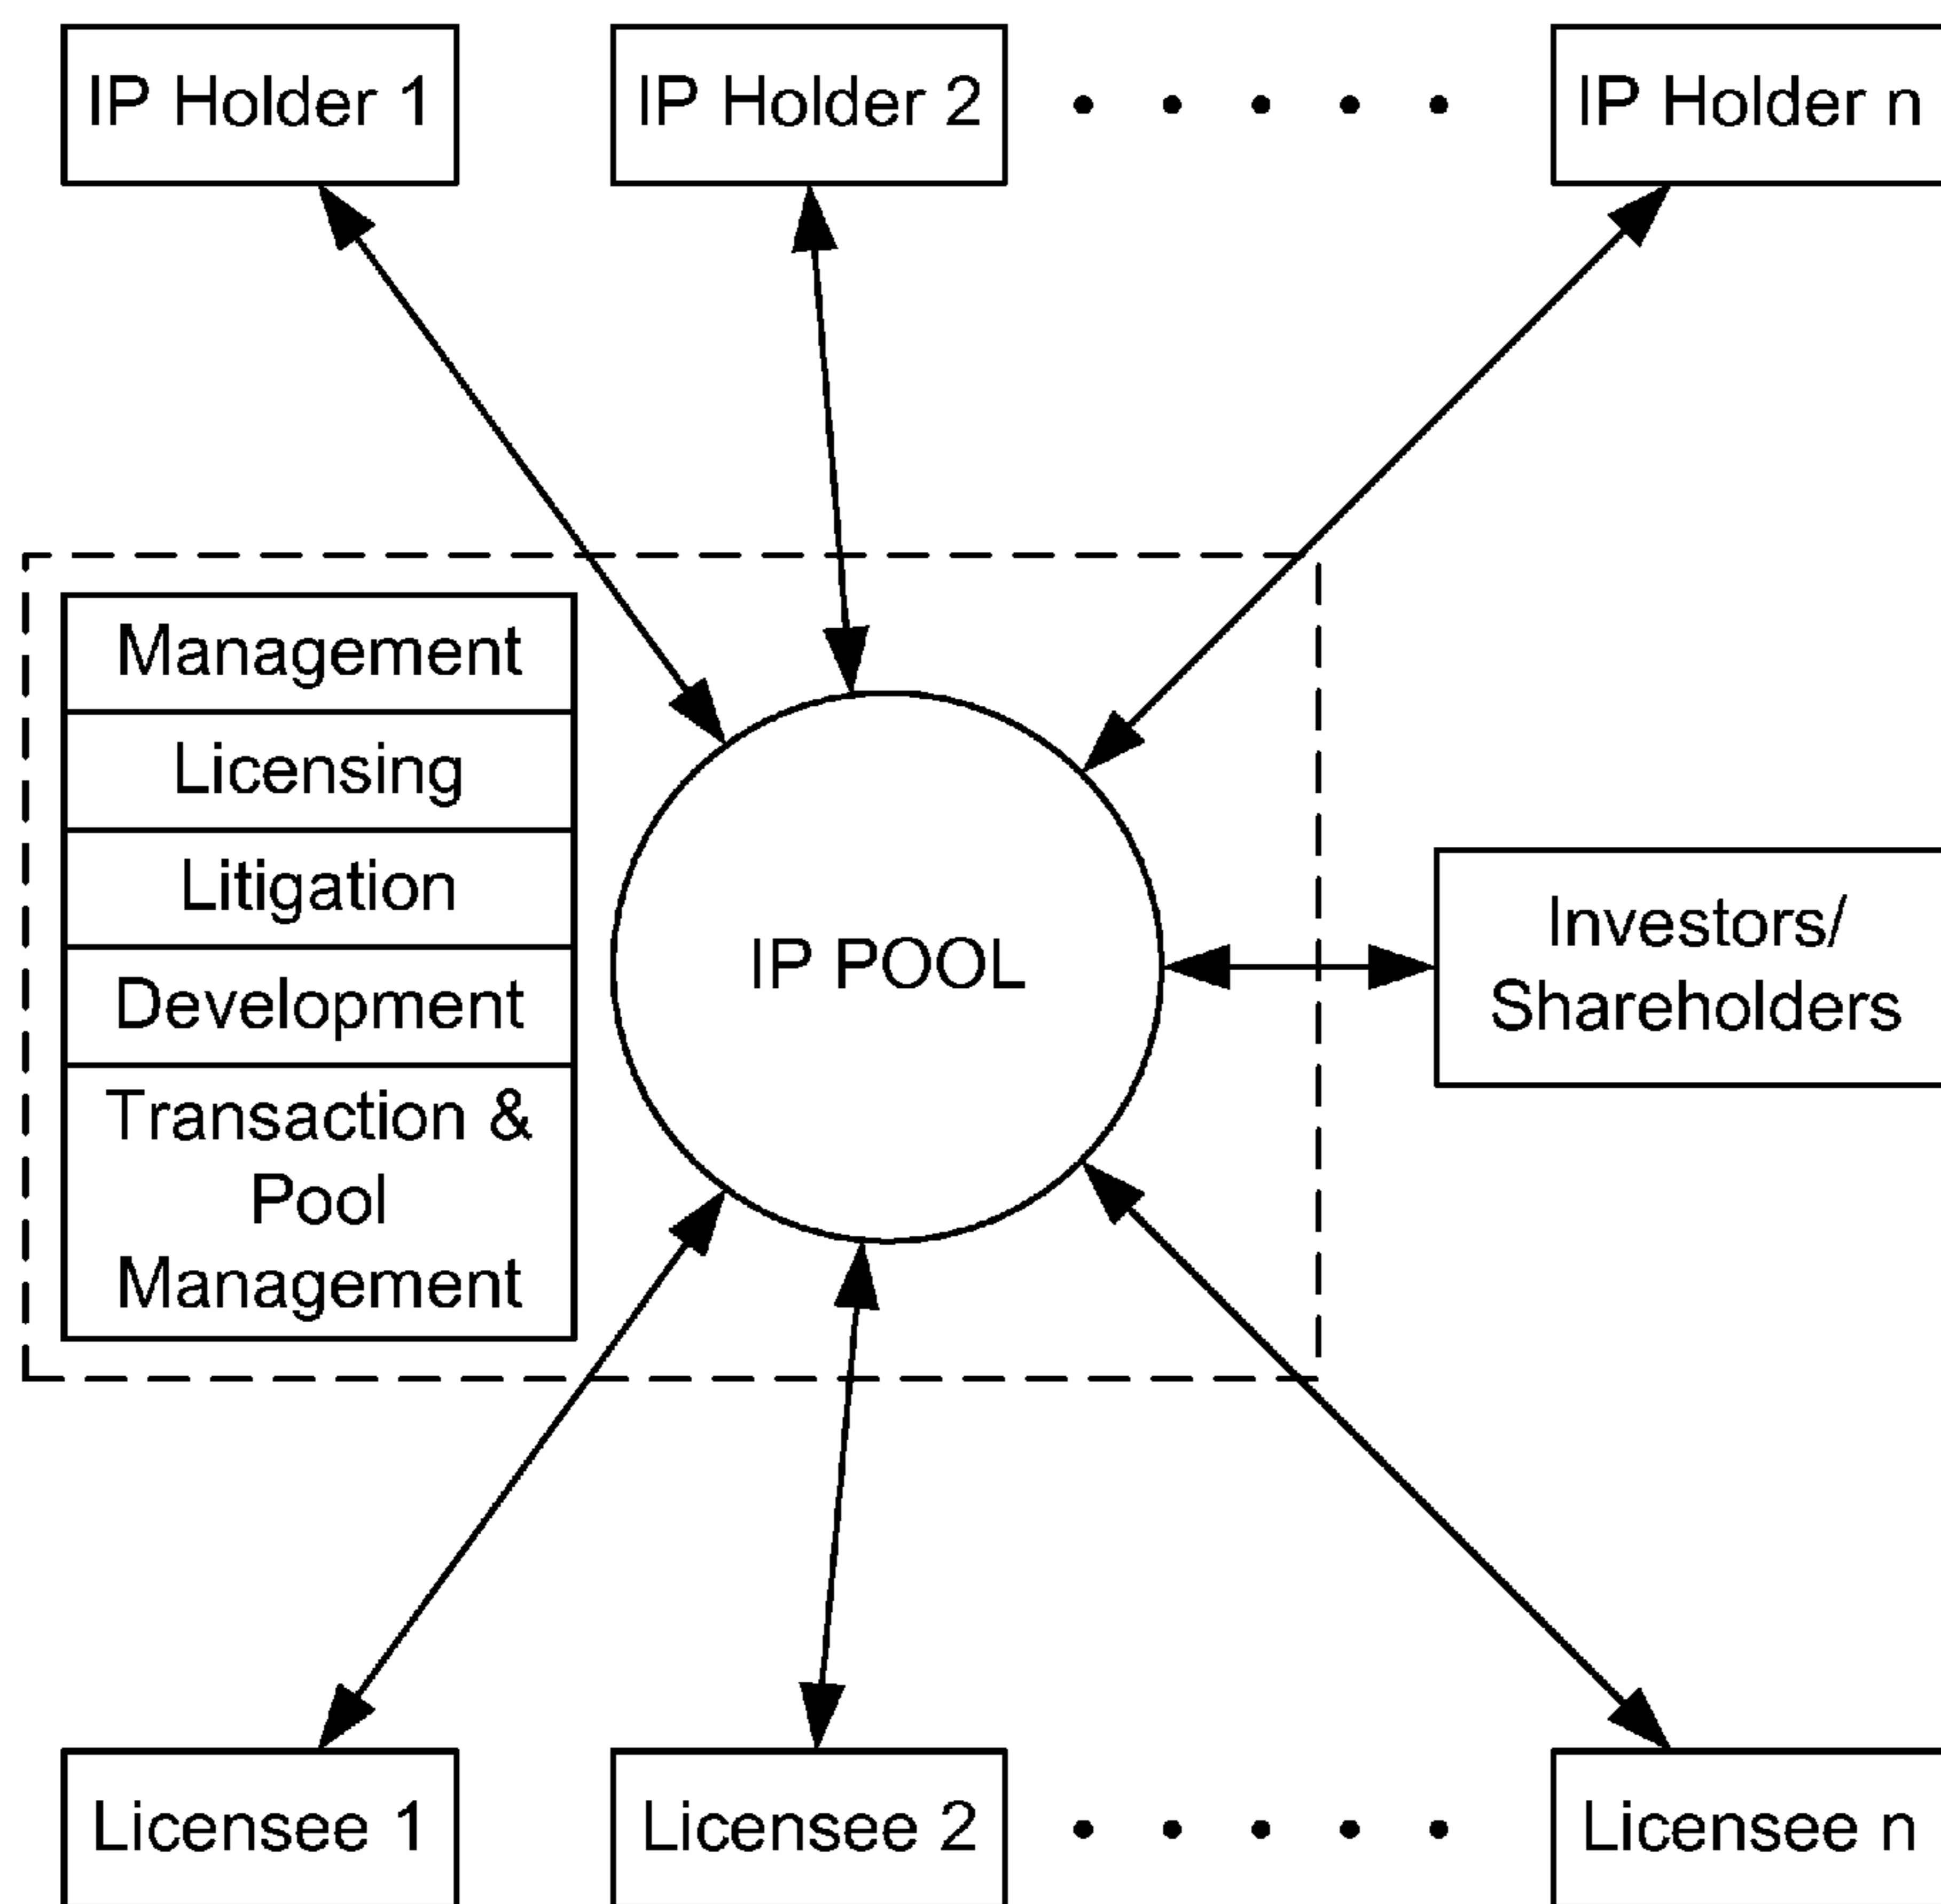 IP Holder 1
IP Holder 2
IP Holder n
Management
Licensing
Litigation
Development
Transaction &
Pool
Management
IP POOL
Investors/
Shareholders
Licensee 1
Licensee 2
Licensee n